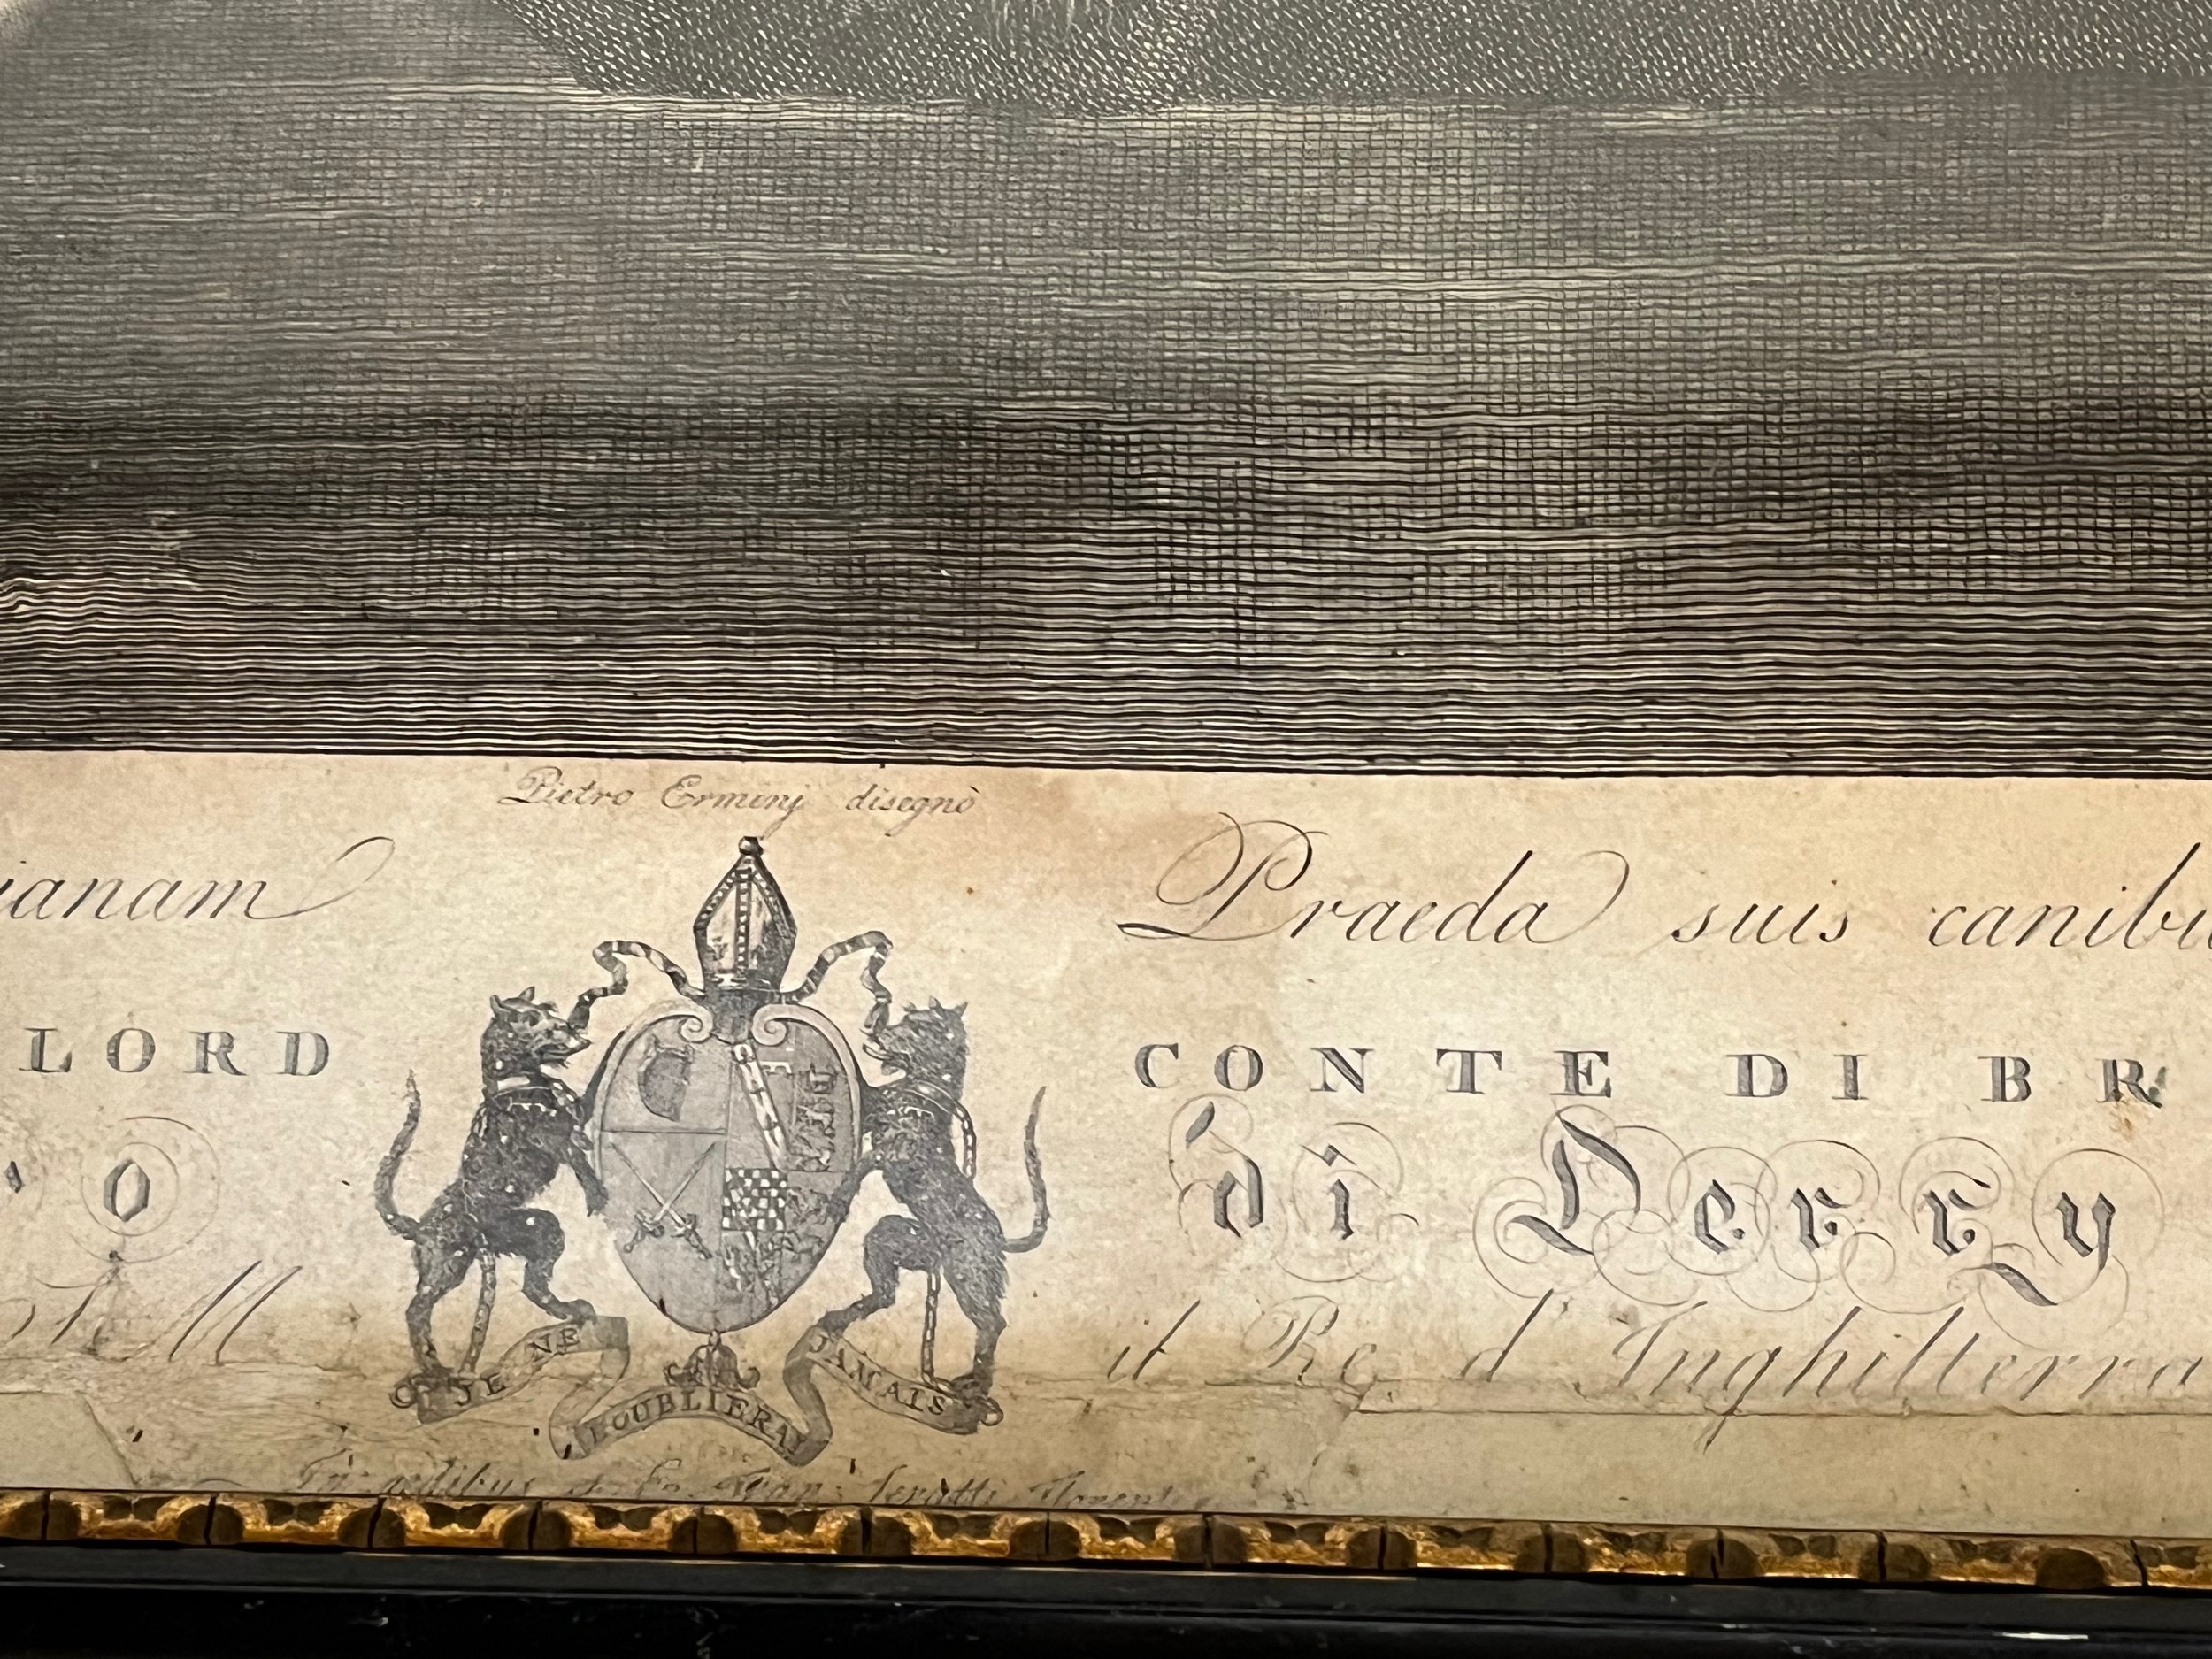 Pietro Erminj disegnò
ianam Praeda suis canibu
LORD CONTE DI BR
o di Derry
M il Re d'Inghilterra
JE NE OUBLIERAI JAMAIS